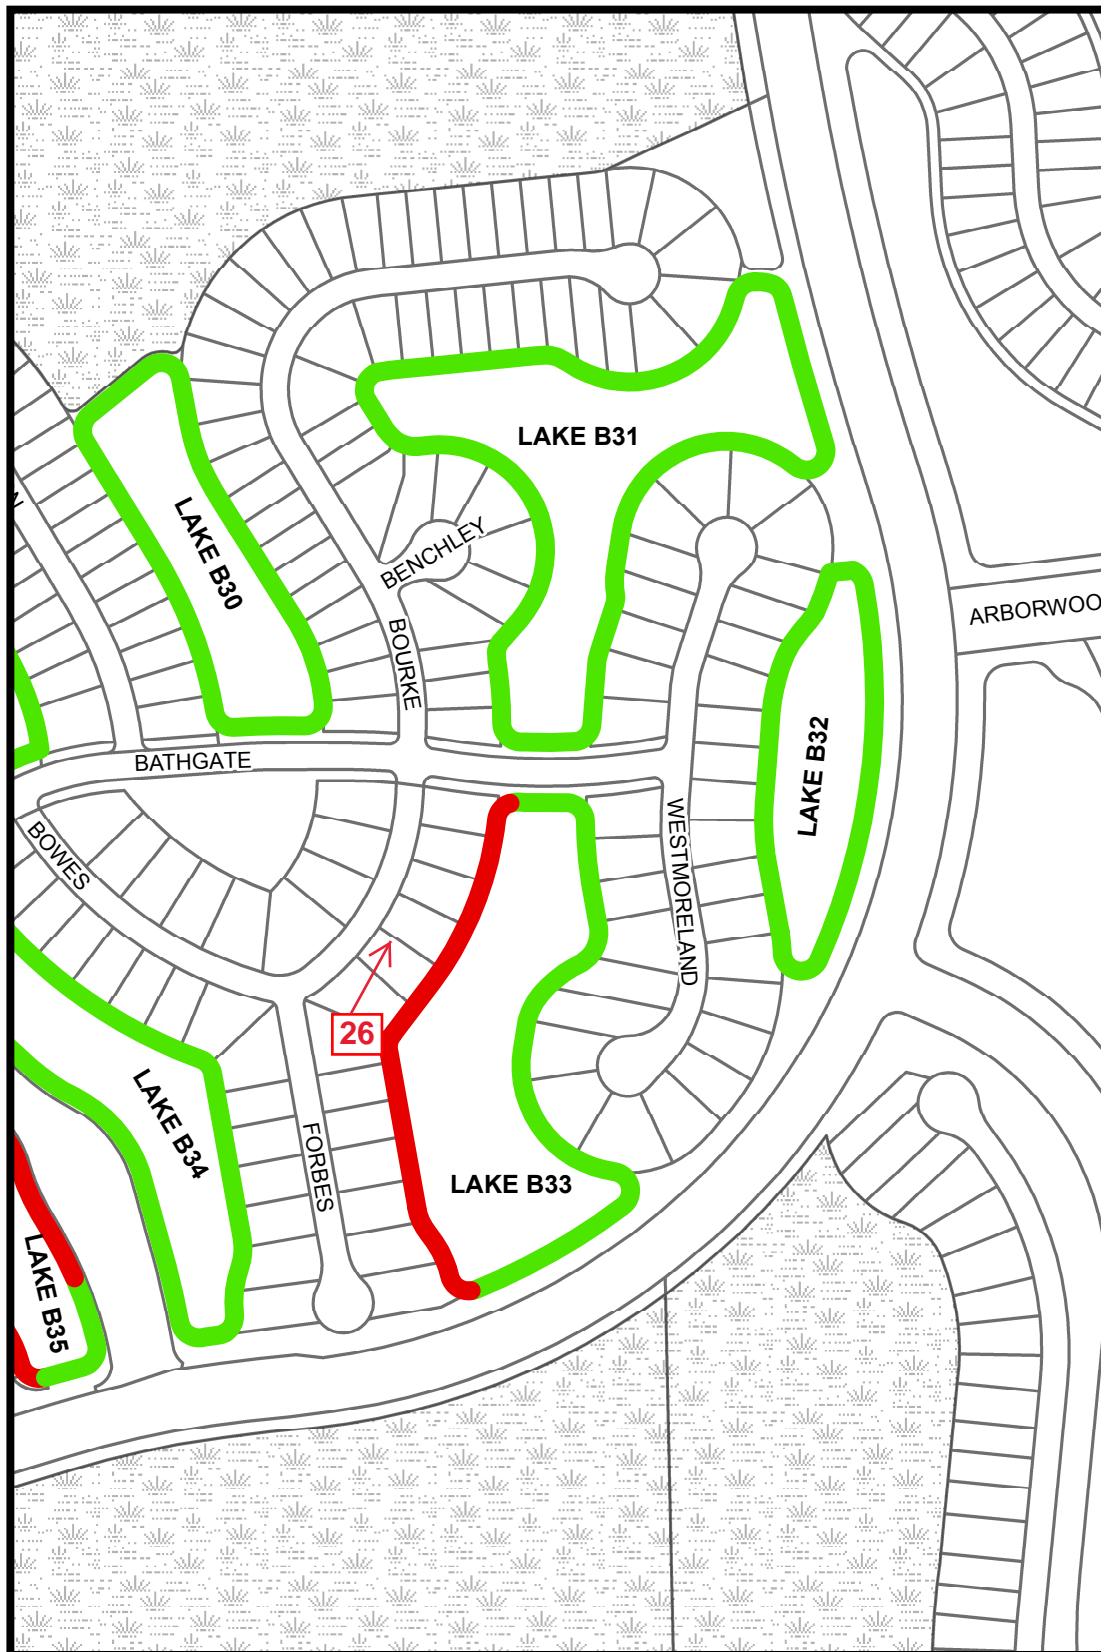 LAKE B31
N
LAKE B30
BENCHLEY
BOURKE
ARBORWOO
BATHGATE
LAKE B32
BOWES
WESTMORELAND
26
LAKE B34
FORBES
LAKE B33
LAKE B35